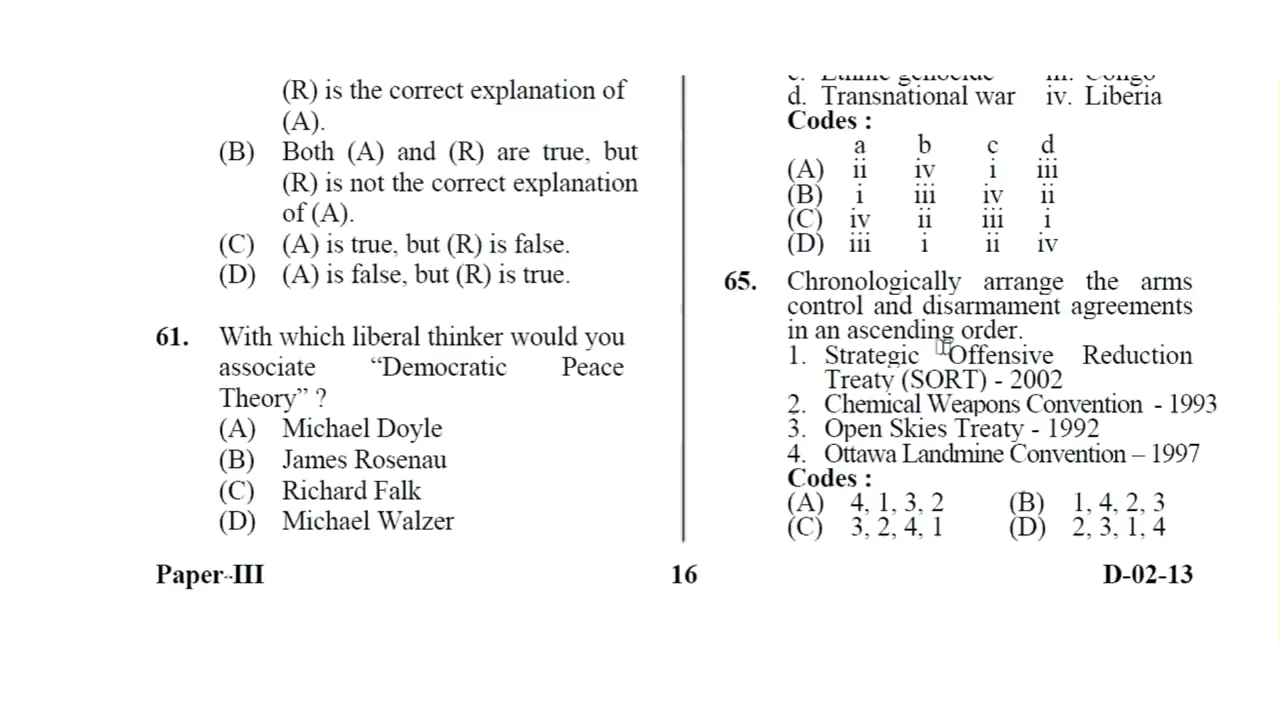 (R) is the correct explanation of
(A).
(B) Both (A) and (R) are true, but
(R) is not the correct explanation
of (A).
(C) (A) is true, but (R) is false.
(D) (A) is false, but (R) is true.
61. With which liberal thinker would you
associate “Democratic Peace
Theory” ?
(A) Michael Doyle
(B) James Rosenau
(C) Richard Falk
(D) Michael Walzer
c. Ethnic genocide iii. Congo
d. Transnational war iv. Liberia
Codes :
a b c d
(A) ii iv i iii
(B) i iii iv ii
(C) iv ii iii i
(D) iii i ii iv
65. Chronologically arrange the arms
control and disarmament agreements
in an ascending order.
1. Strategic Offensive Reduction
Treaty (SORT) - 2002
2. Chemical Weapons Convention - 1993
3. Open Skies Treaty - 1992
4. Ottawa Landmine Convention – 1997
Codes :
(A) 4, 1, 3, 2 (B) 1, 4, 2, 3
(C) 3, 2, 4, 1 (D) 2, 3, 1, 4
Paper-III 16 D-02-13